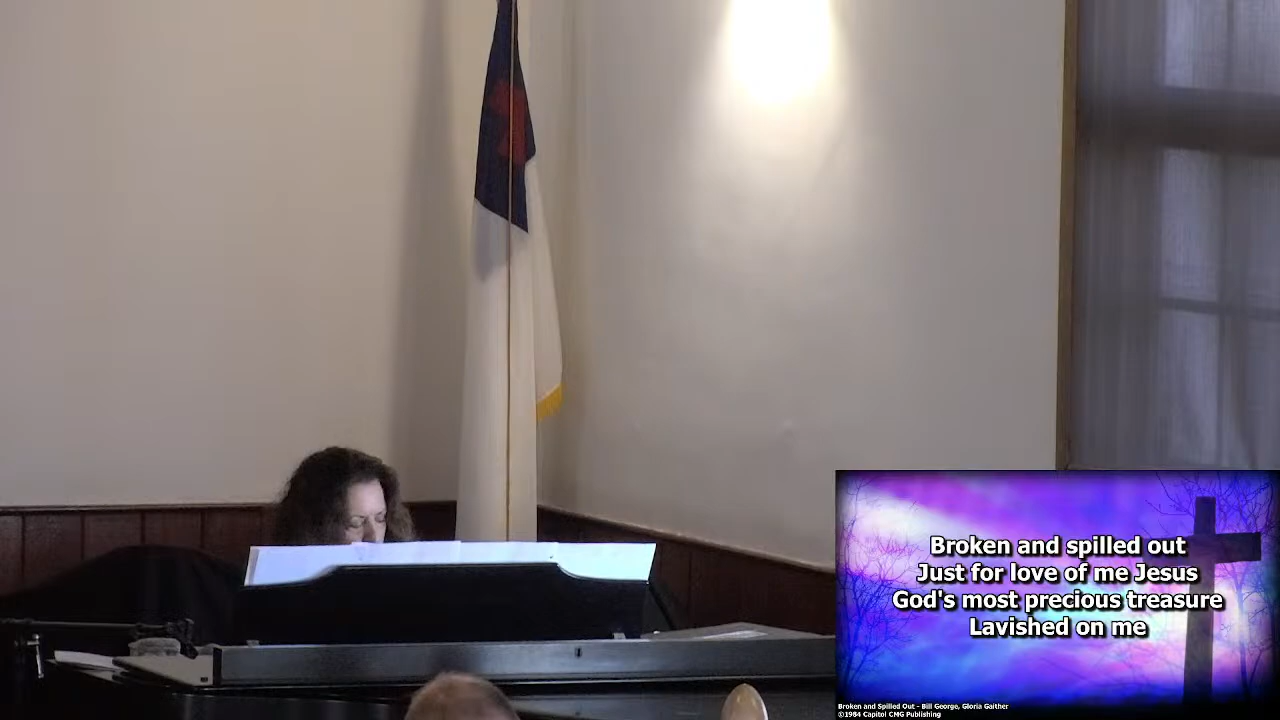 Broken and spilled out
Just for love of me Jesus
God's most precious treasure
Lavished on me
Broken and Spilled Out - Bill George, Gloria Gaither
©1984 Capitol CMG Publishing